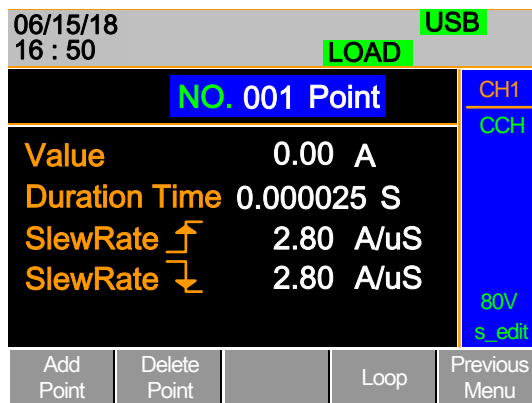 06/15/18
USB
16 : 50
LOAD
NO. 001 Point
CH1
CCH
Value 0.00 A
Duration Time 0.000025 S
SlewRate 2.80 A/uS
SlewRate 2.80 A/uS
80V
s_edit
Add Point
Delete Point
Loop
Previous Menu